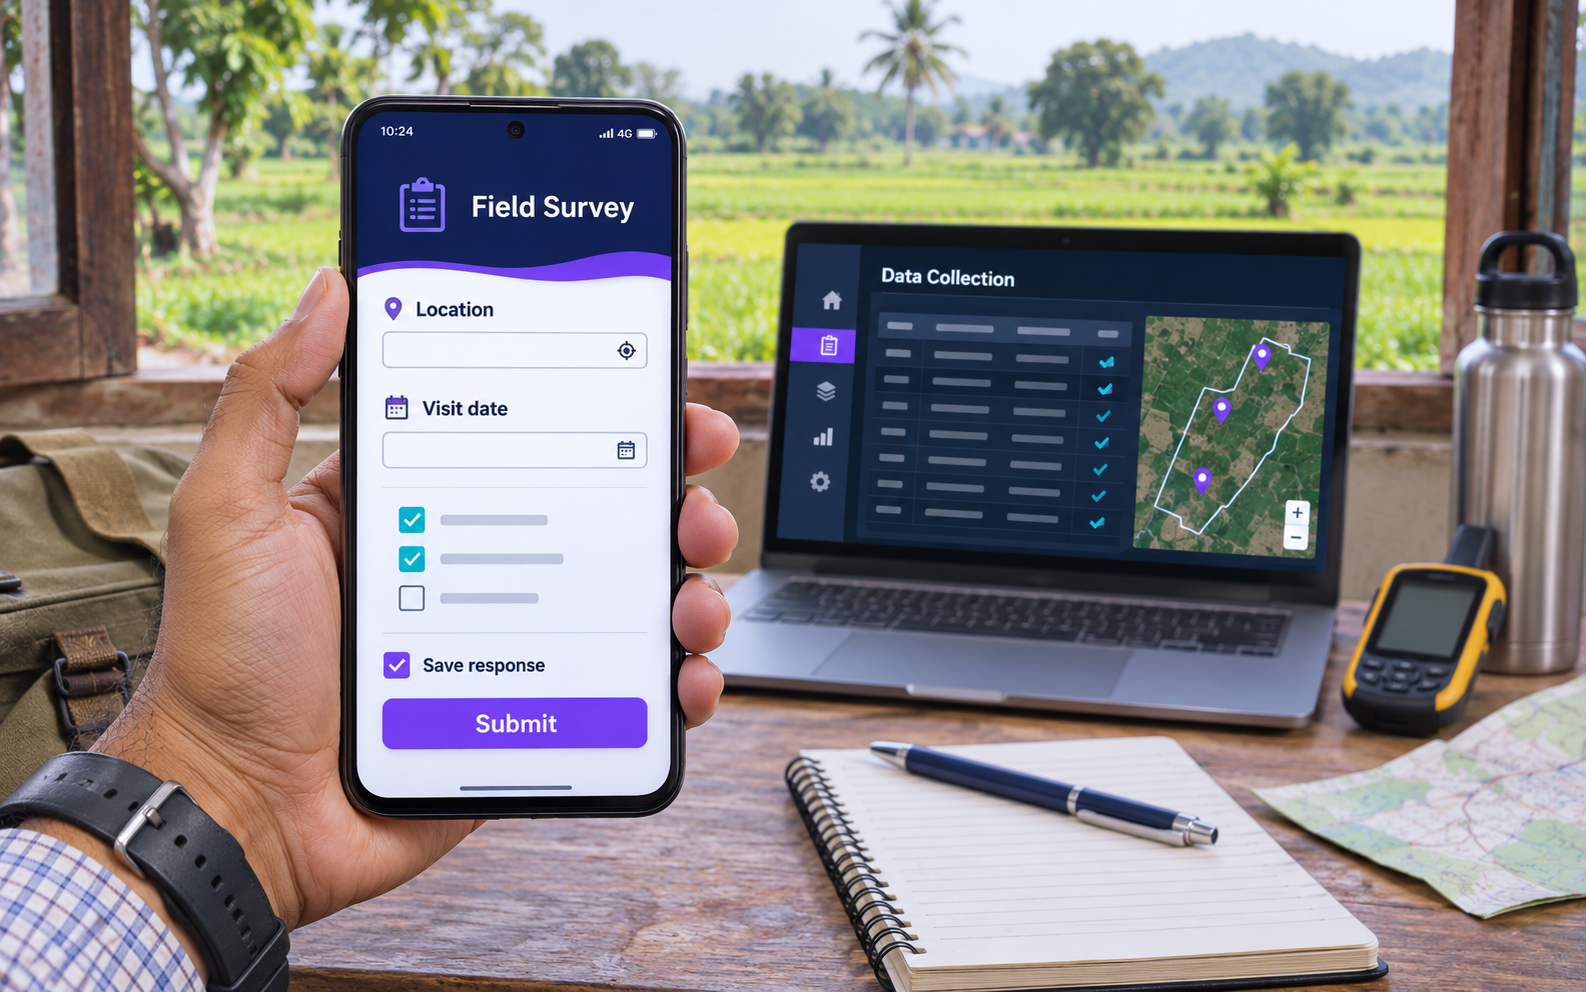 10:24
4G
Field Survey
Location
Visit date
Save response
Submit
Data Collection
+
−